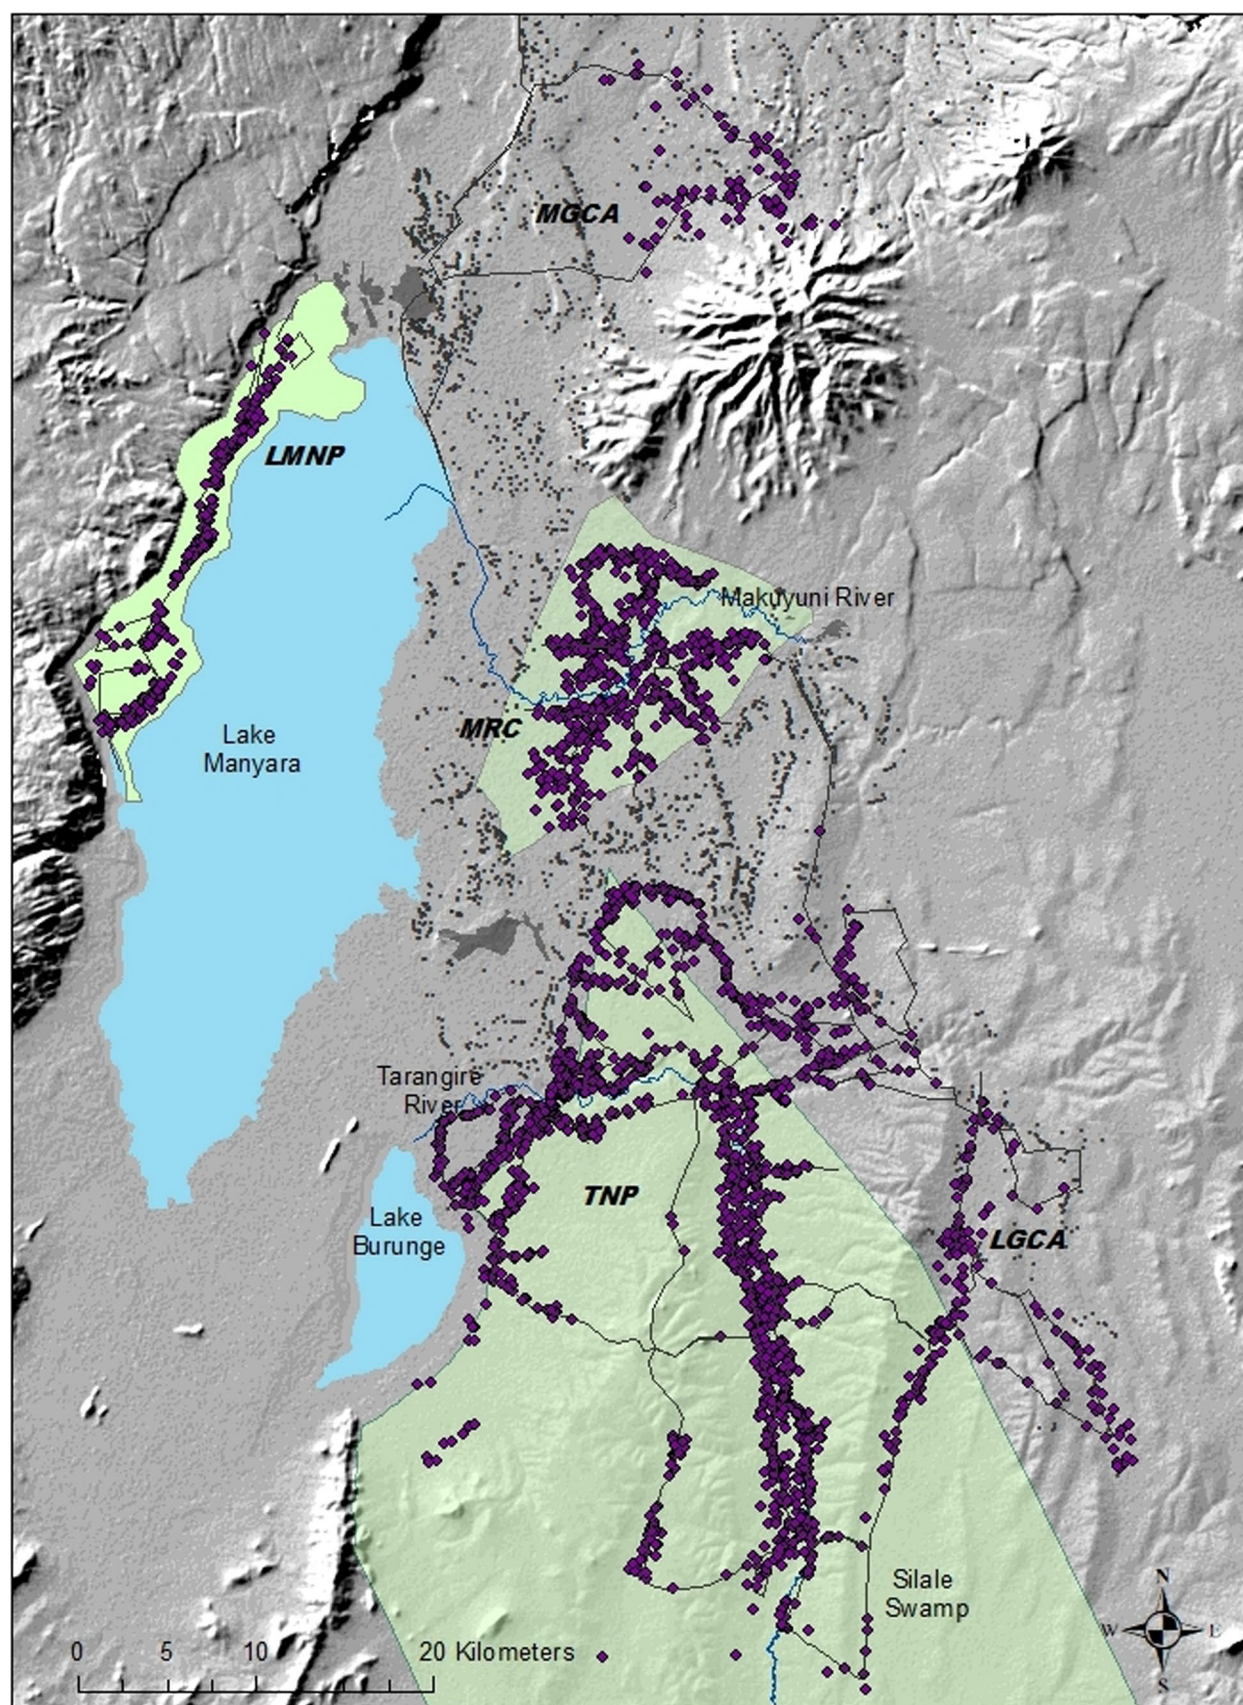 MGCA
LMNP
Makuyuni River
MRC
Lake
Manyara
Tarangire
River
TNP
Lake
Burunge
LGCA
Silale
Swamp
N
W E
S
0 5 10 20 Kilometers